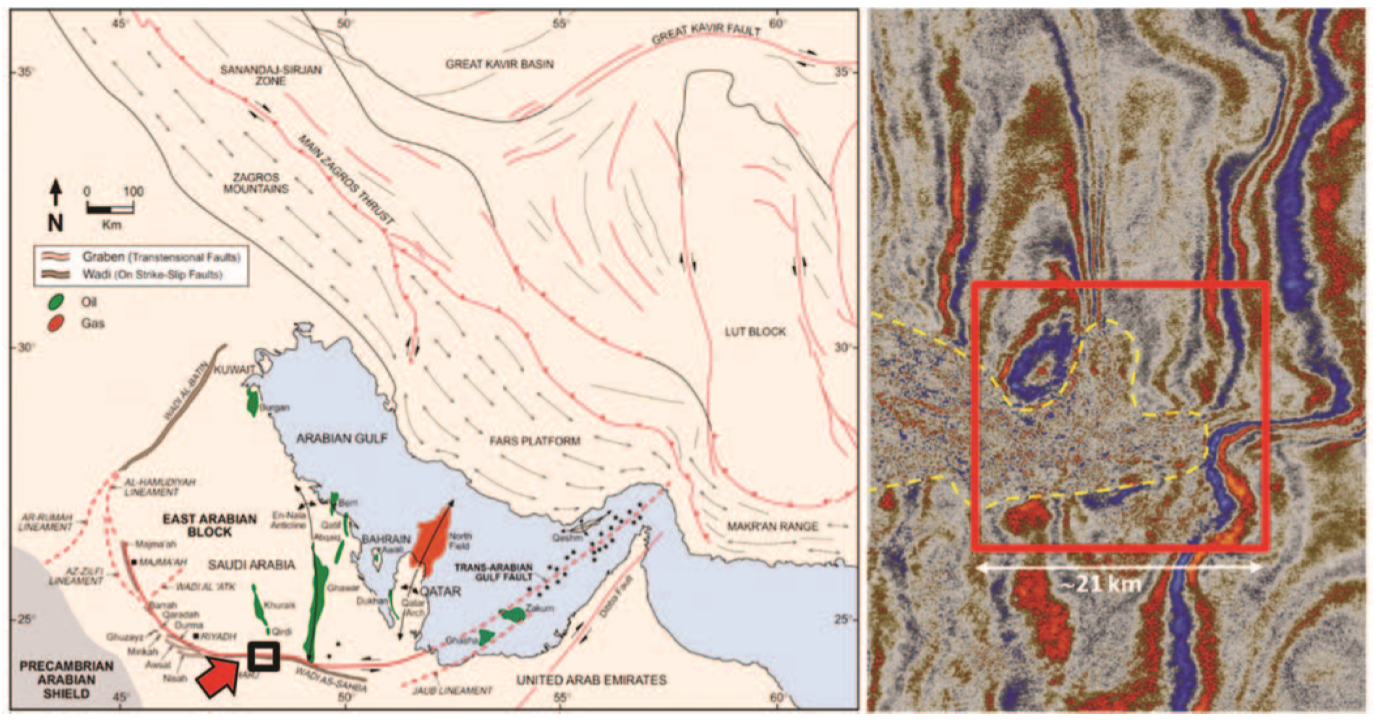 45°
50°
55°
60°
35°
35°
GREAT KAVIR FAULT
SANANDAJ-SIRJAN
ZONE
GREAT KAVIR BASIN
MAIN ZAGROS THRUST
ZAGROS
MOUNTAINS
N
0 100
Km
Graben (Transtensional Faults)
Wadi (On Strike-Slip Faults)
Oil
Gas
LUT BLOCK
30°
30°
KUWAIT
WADI AL-BATIN
Burgan
ARABIAN GULF
FARS PLATFORM
AL-HAMUDIYAH
LINEAMENT
AR-RUMAH
LINEAMENT
EAST ARABIAN
BLOCK
En-Nala
Anticline
Berri
Qatif
Abqaiq
BAHRAIN
Awali
North
Field
Qeshm
MAKR'AN RANGE
Majma'ah
MAJMA'AH
SAUDI ARABIA
AZ-ZILFI
LINEAMENT
WADI AL 'ATK
TRANS-ARABIAN
GULF FAULT
Ghawar
Khurais
Dukhan
QATAR
Qatar
Arch
Zakum
Ghasha
Dibba Fault
25°
25°
Barrah
Qaradah
Durma
Ghuzayz
RIYADH
Qirdi
Minkah
Awsat
Nisah
WADI AS-SAHBA
JAUB LINEAMENT
UNITED ARAB EMIRATES
PRECAMBRIAN
ARABIAN
SHIELD
45°
50°
55°
60°
~21 km